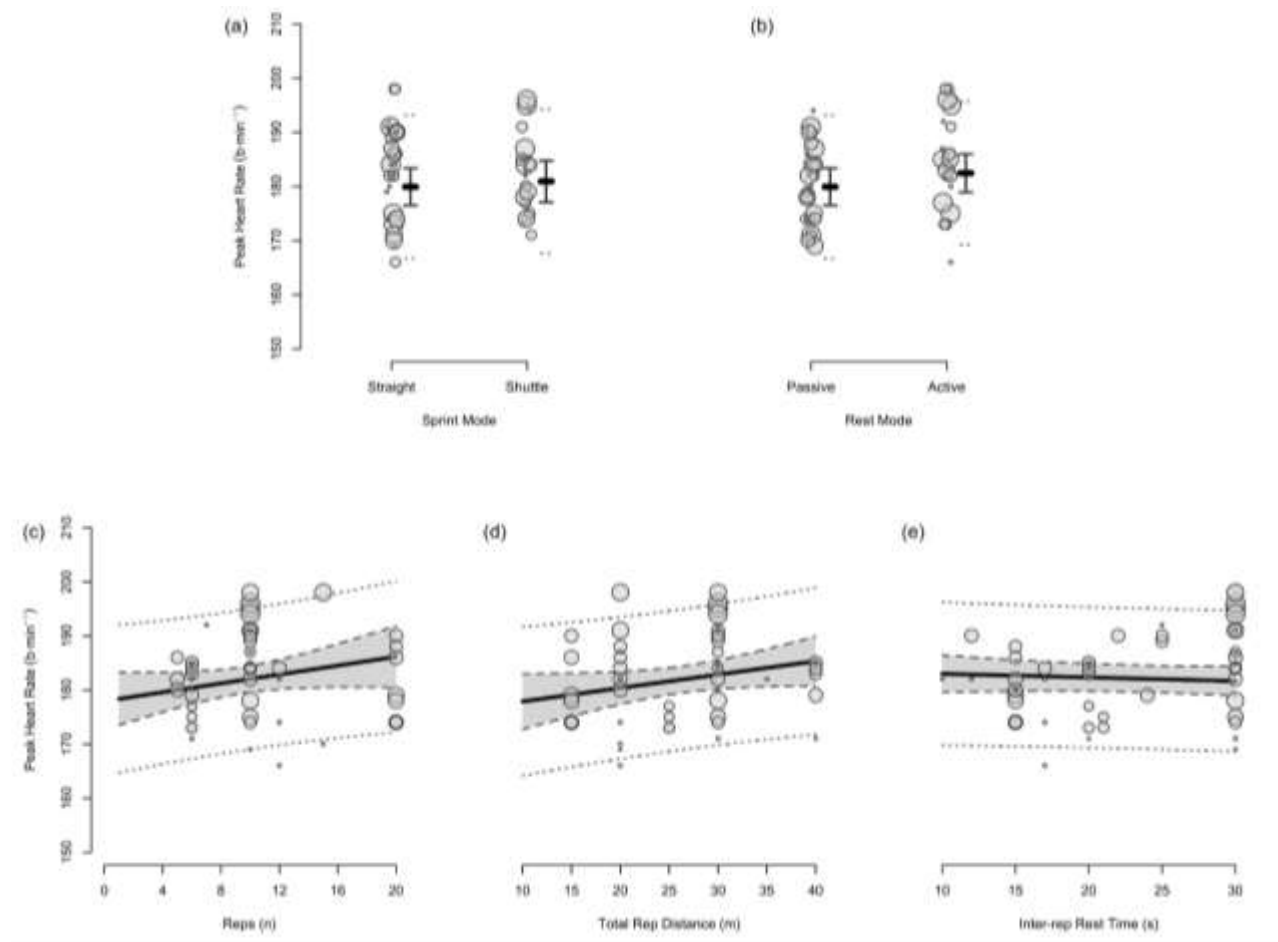 (a)
(b)
Peak Heart Rate (b·min⁻¹)
210
200
190
180
170
160
150
Straight
Shuttle
Sprint Mode
Passive
Active
Rest Mode
(c)
(d)
(e)
Peak Heart Rate (b·min⁻¹)
210
200
190
180
170
160
150
0 4 8 12 16 20
Reps (n)
10 15 20 25 30 35 40
Total Rep Distance (m)
10 15 20 25 30
Inter-rep Rest Time (s)